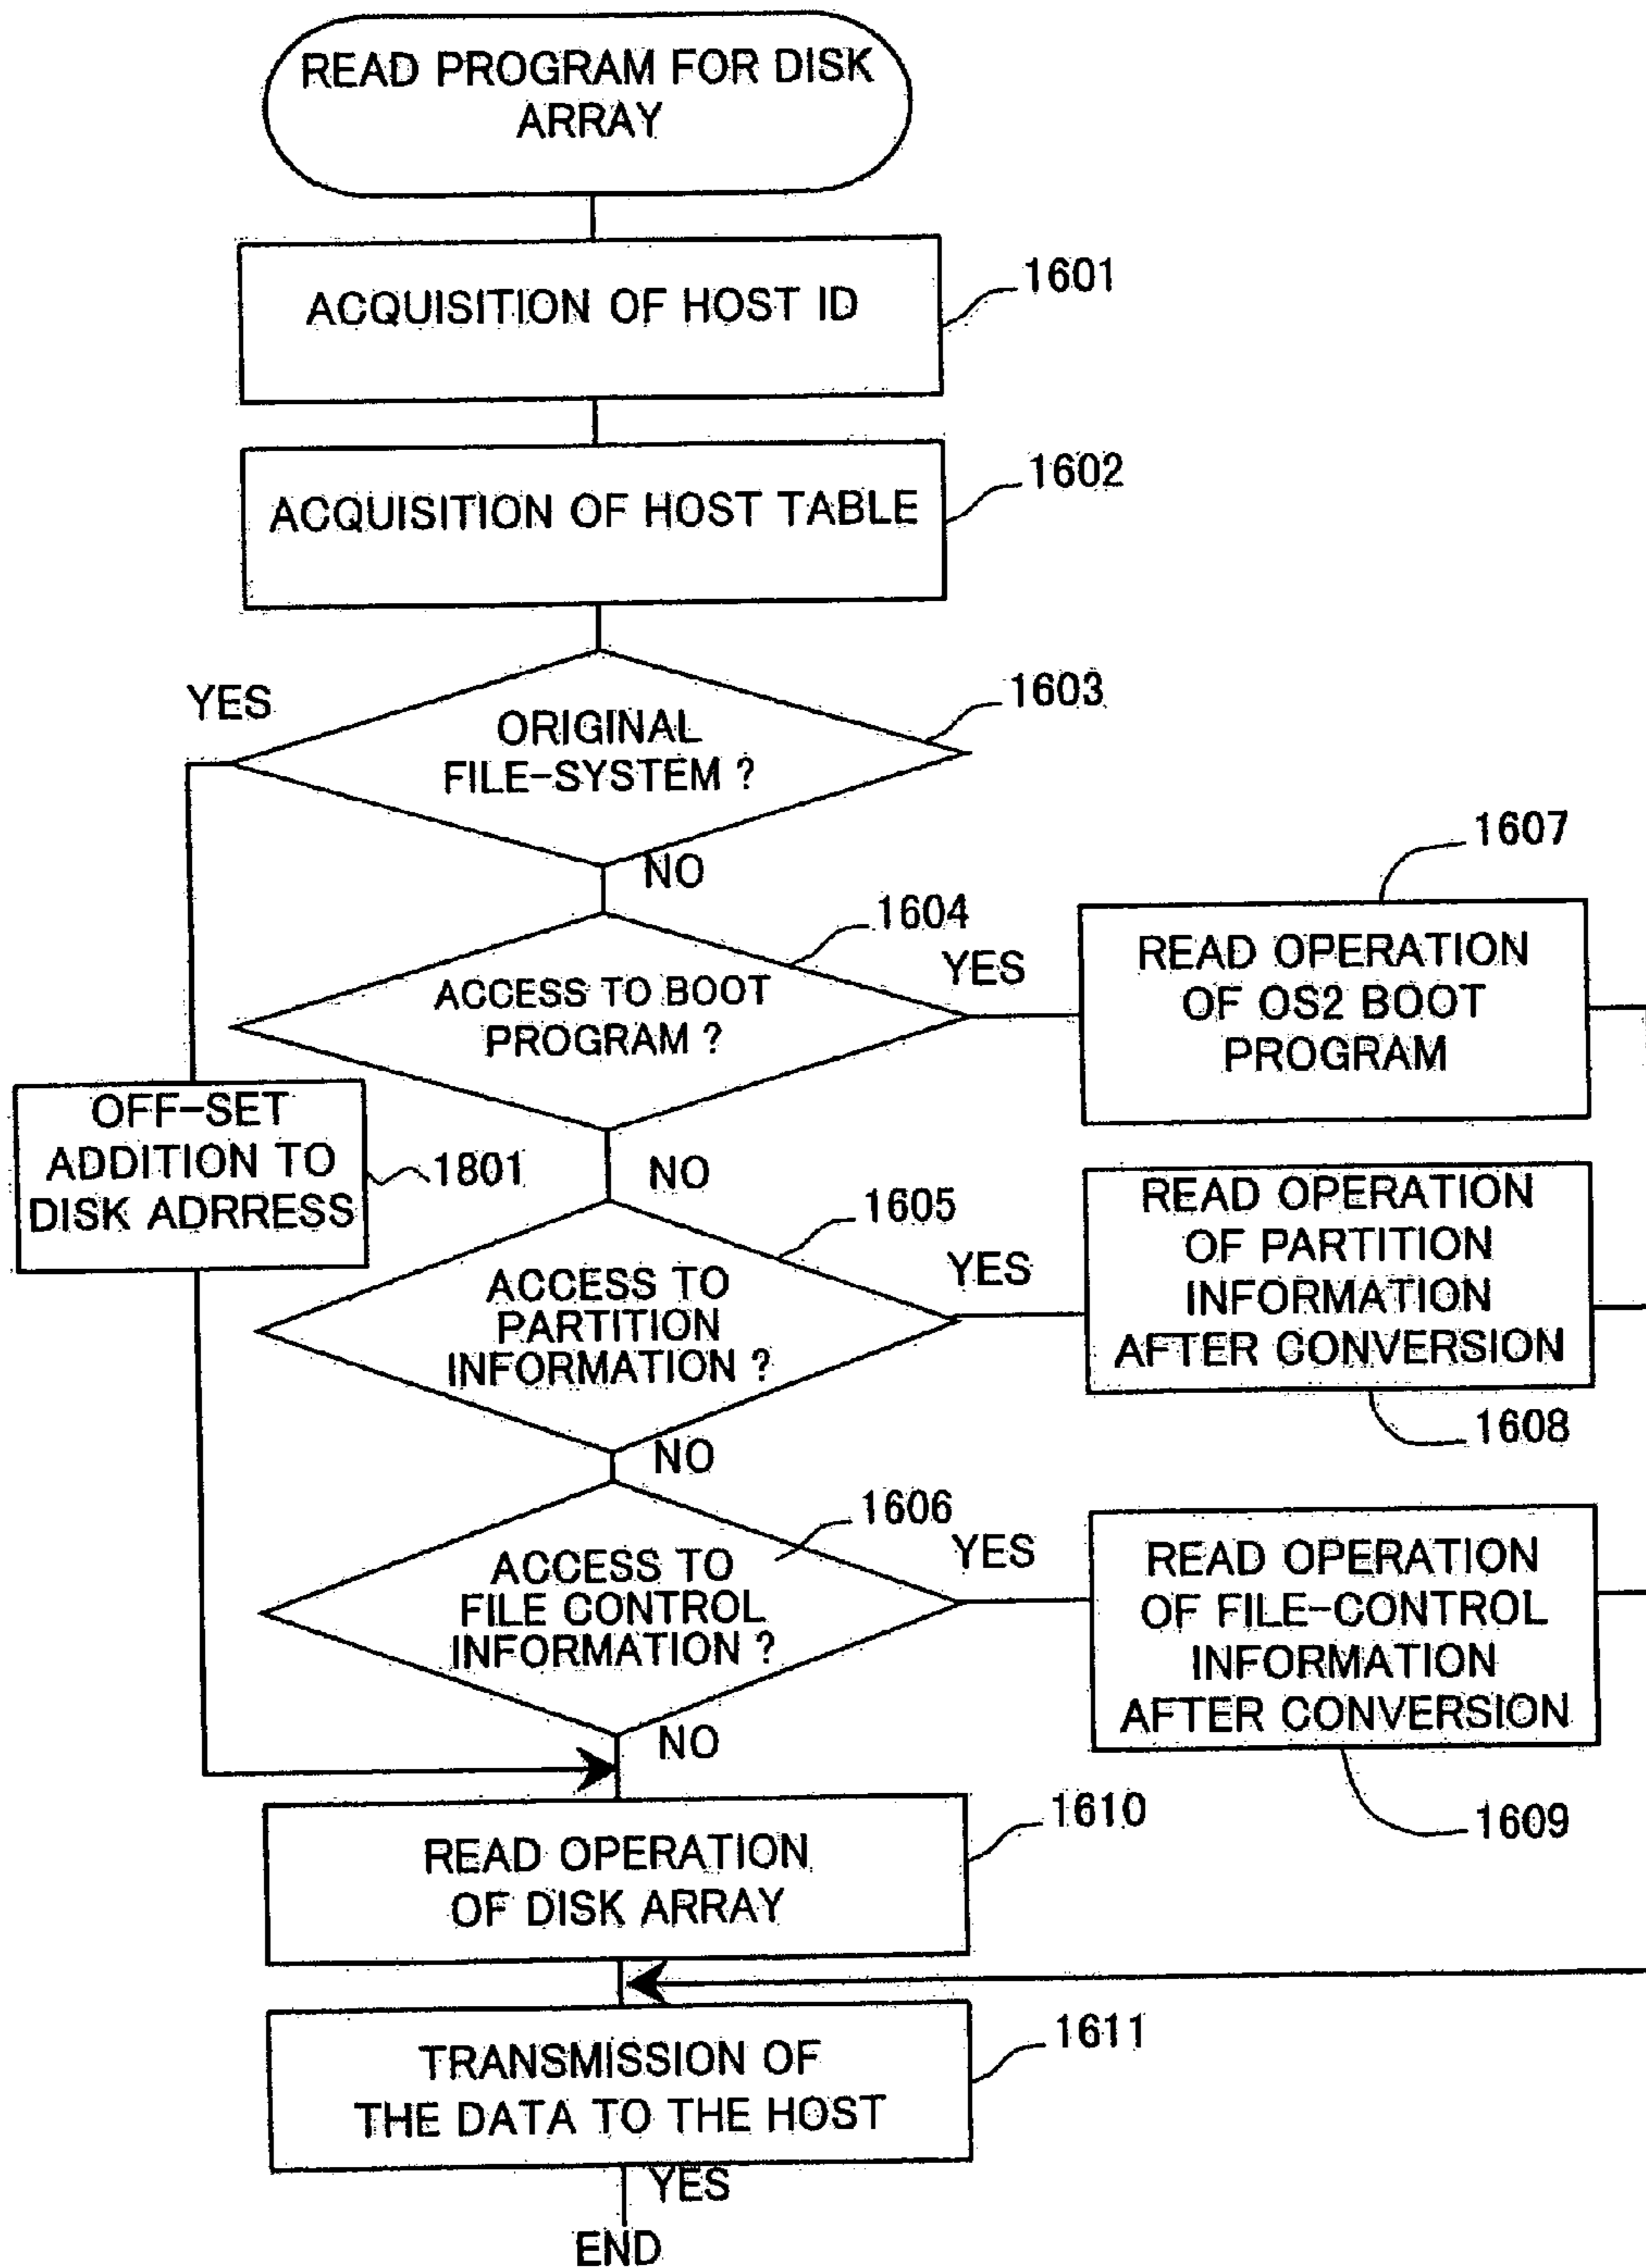 READ PROGRAM FOR DISK
ARRAY
ACQUISITION OF HOST ID
1601
ACQUISITION OF HOST TABLE
1602
YES
ORIGINAL
FILE-SYSTEM ?
1603
NO
ACCESS TO BOOT
PROGRAM ?
1604
YES
1607
READ OPERATION
OF OS2 BOOT
PROGRAM
OFF-SET
ADDITION TO
DISK ADRRESS
1801
NO
ACCESS TO
PARTITION
INFORMATION ?
1605
YES
READ OPERATION
OF PARTITION
INFORMATION
AFTER CONVERSION
1608
NO
ACCESS TO
FILE CONTROL
INFORMATION ?
1606
YES
READ OPERATION
OF FILE-CONTROL
INFORMATION
AFTER CONVERSION
1609
NO
READ OPERATION
OF DISK ARRAY
1610
TRANSMISSION OF
THE DATA TO THE HOST
1611
YES
END